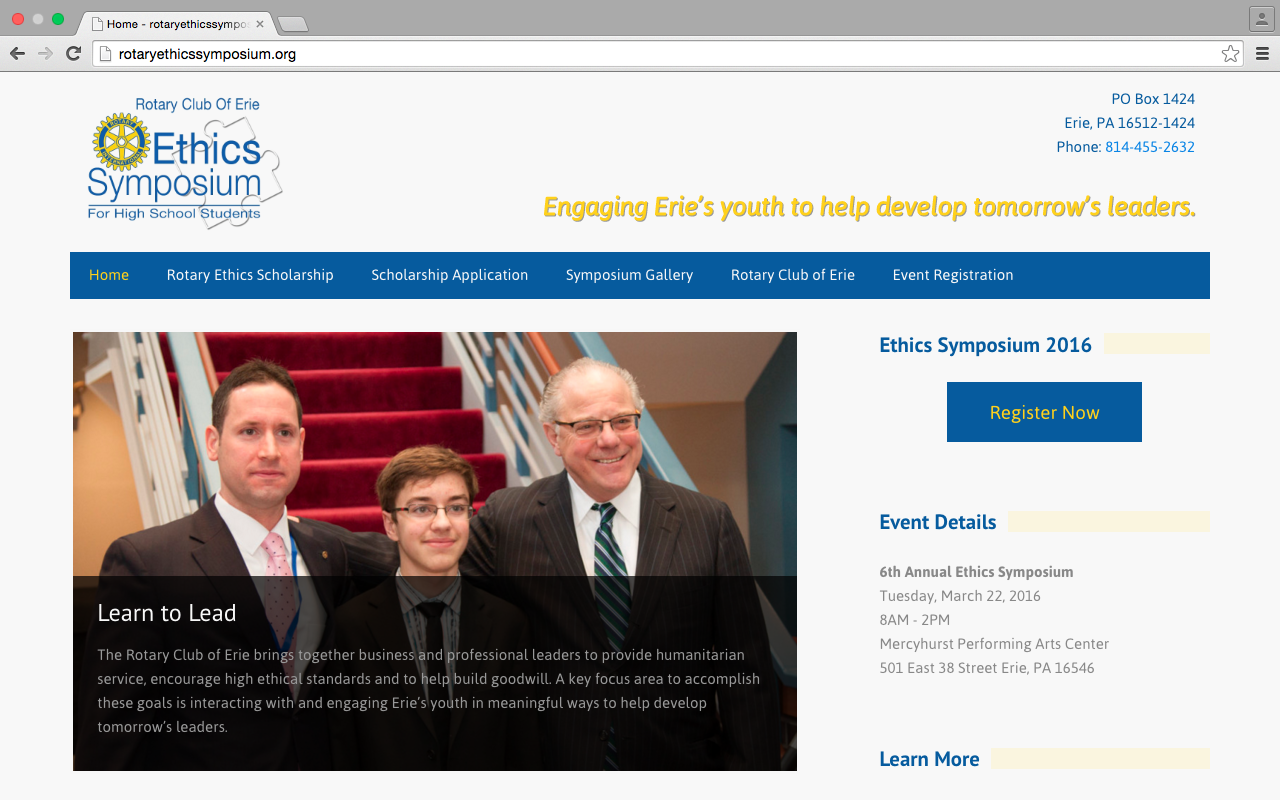 Home - rotaryethicssympo
rotaryethicssymposium.org
Rotary Club Of Erie
ROTARY
INTERNATIONAL
Ethics
Symposium
For High School Students
PO Box 1424
Erie, PA 16512-1424
Phone: 814-455-2632
Engaging Erie’s youth to help develop tomorrow’s leaders.
Home Rotary Ethics Scholarship Scholarship Application Symposium Gallery Rotary Club of Erie Event Registration
Learn to Lead
The Rotary Club of Erie brings together business and professional leaders to provide humanitarian
service, encourage high ethical standards and to help build goodwill. A key focus area to accomplish
these goals is interacting with and engaging Erie’s youth in meaningful ways to help develop
tomorrow’s leaders.
Ethics Symposium 2016
Register Now
Event Details
6th Annual Ethics Symposium
Tuesday, March 22, 2016
8AM - 2PM
Mercyhurst Performing Arts Center
501 East 38 Street Erie, PA 16546
Learn More